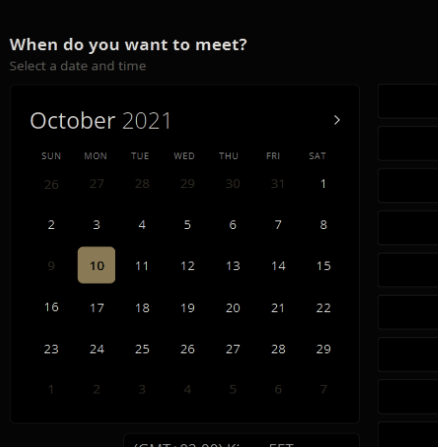 When do you want to meet?
Select a date and time
October 2021 >
SUN MON TUE WED THU FRI SAT
26 27 28 29 30 31 1
2 3 4 5 6 7 8
9 10 11 12 13 14 15
16 17 18 19 20 21 22
23 24 25 26 27 28 29
1 2 3 4 5 6 7